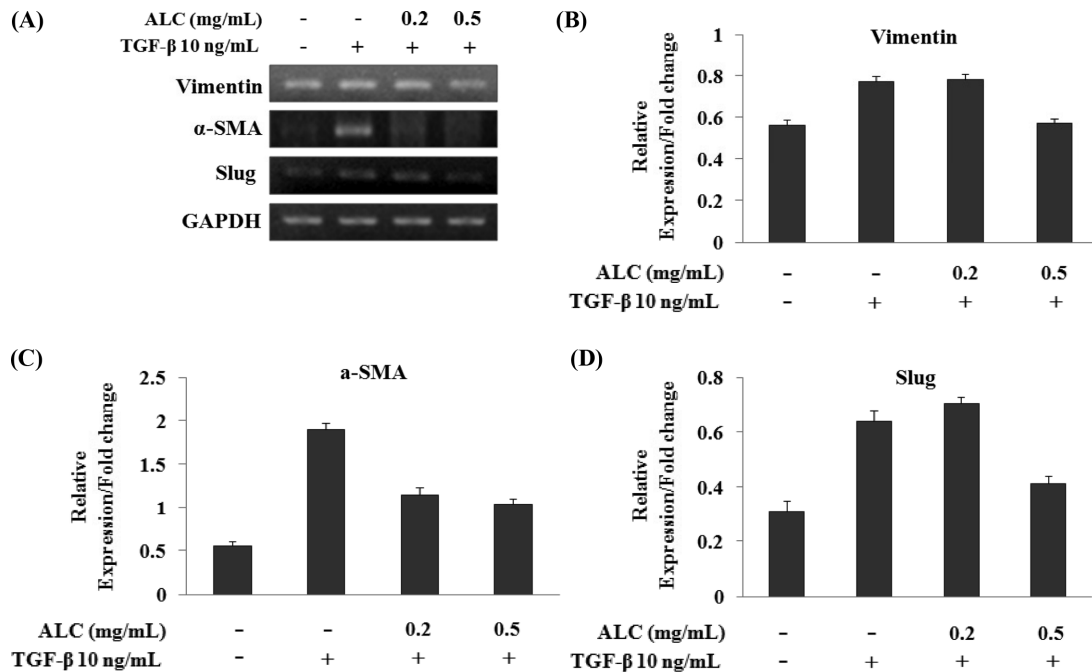 (A)
ALC (mg/mL) - - 0.2 0.5
TGF-β 10 ng/mL - + + +
Vimentin
α-SMA
Slug
GAPDH
(B)
Vimentin
Relative
Expression/Fold change
1
0.8
0.6
0.4
0.2
0
ALC (mg/mL) - - 0.2 0.5
TGF-β 10 ng/mL - + + +
(C)
a-SMA
Relative
Expression/Fold change
2.5
2
1.5
1
0.5
0
ALC (mg/mL) - - 0.2 0.5
TGF-β 10 ng/mL - + + +
(D)
Slug
Relative
Expression/Fold change
0.8
0.6
0.4
0.2
0
ALC (mg/mL) - - 0.2 0.5
TGF-β 10 ng/mL - + + +